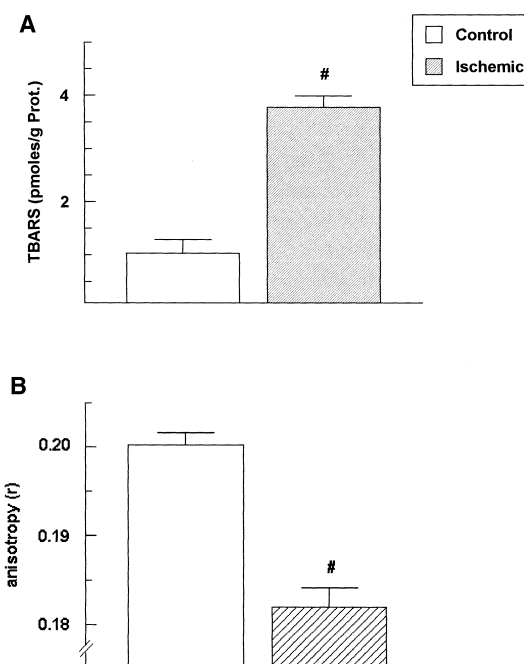 A
Control
Ischemic
#
4
2
TBARS (pmoles/g Prot.)
B
0.20
0.19
0.18
#
anisotropy (r)